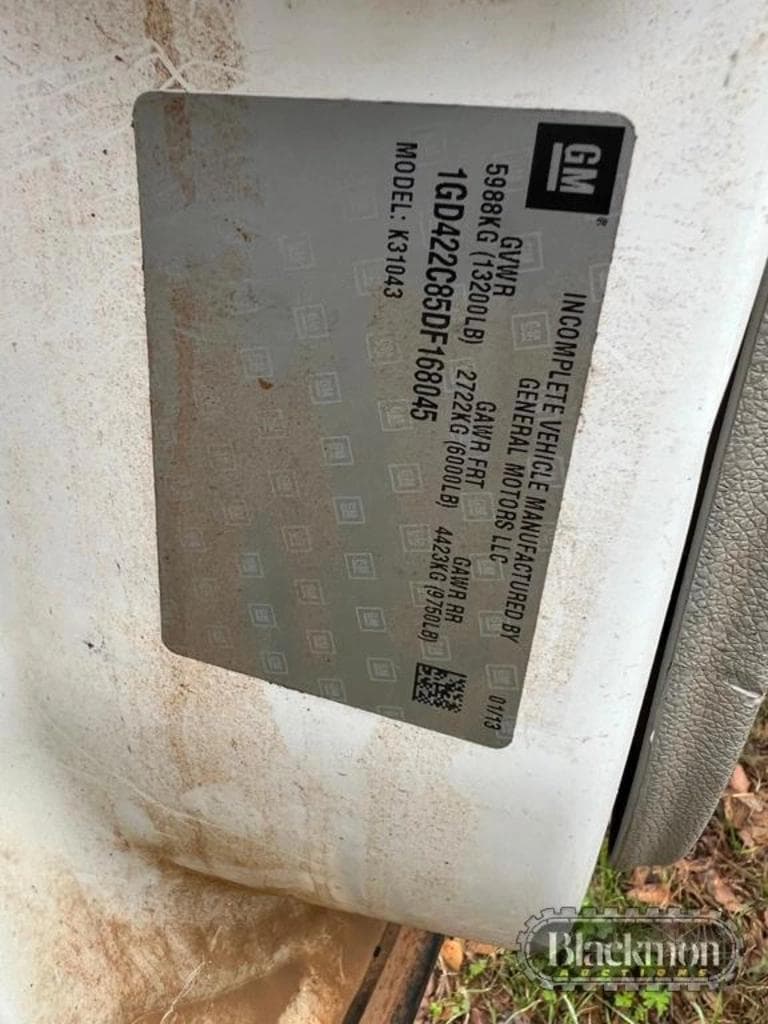 GM®
INCOMPLETE VEHICLE MANUFACTURED BY
GENERAL MOTORS LLC
01/13
GVWR GAWR FRT GAWR RR
5988KG (13200LB) 2722KG (6000LB) 4423KG (9750LB)
1GD422C85DF168045
MODEL: K31043
Blackmon
AUCTIONS